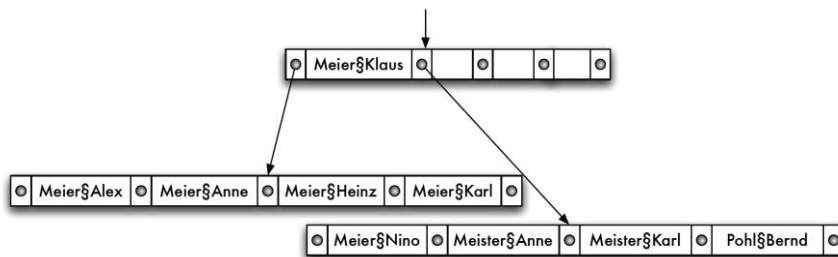 Meier§Klaus
Meier§Alex Meier§Anne Meier§Heinz Meier§Karl
Meier§Nino Meister§Anne Meister§Karl Pohl§Bernd